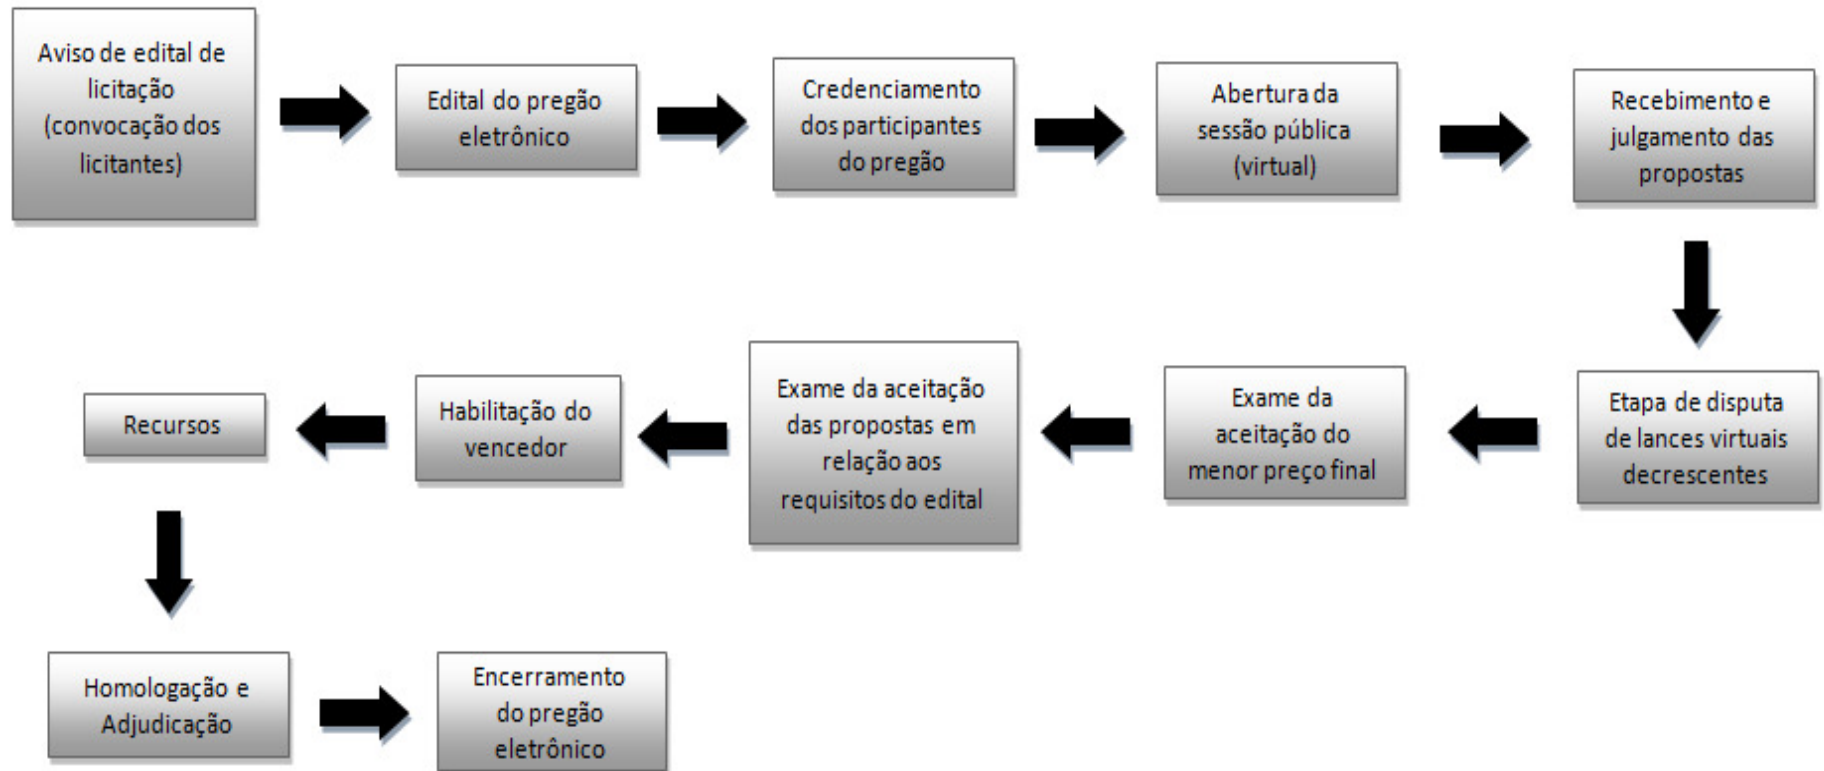 Aviso de edital de
licitação
(convocação dos
licitantes)
Edital do pregão
eletrônico
Credenciamento
dos participantes
do pregão
Abertura da
sessão pública
(virtual)
Recebimento e
julgamento das
propostas
Etapa de disputa
de lances virtuais
decrescentes
Exame da
aceitação do
menor preço final
Exame da aceitação
das propostas em
relação aos
requisitos do edital
Habilitação do
vencedor
Recursos
Homologação e
Adjudicação
Encerramento
do pregão
eletrônico